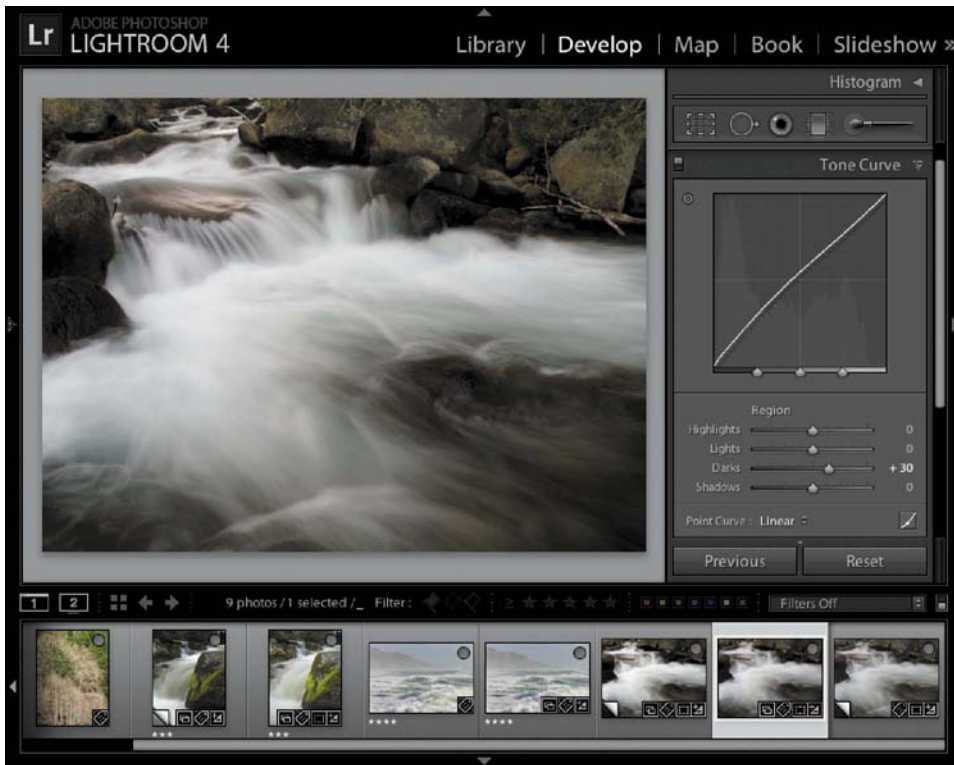 Lr
ADOBE PHOTOSHOP
LIGHTROOM 4
Library | Develop | Map | Book | Slideshow »
Histogram
Tone Curve
Region
Highlights 0
Lights 0
Darks + 30
Shadows 0
Point Curve : Linear
Previous
Reset
1 2 9 photos / 1 selected /_ Filter : ≥ Filters Off